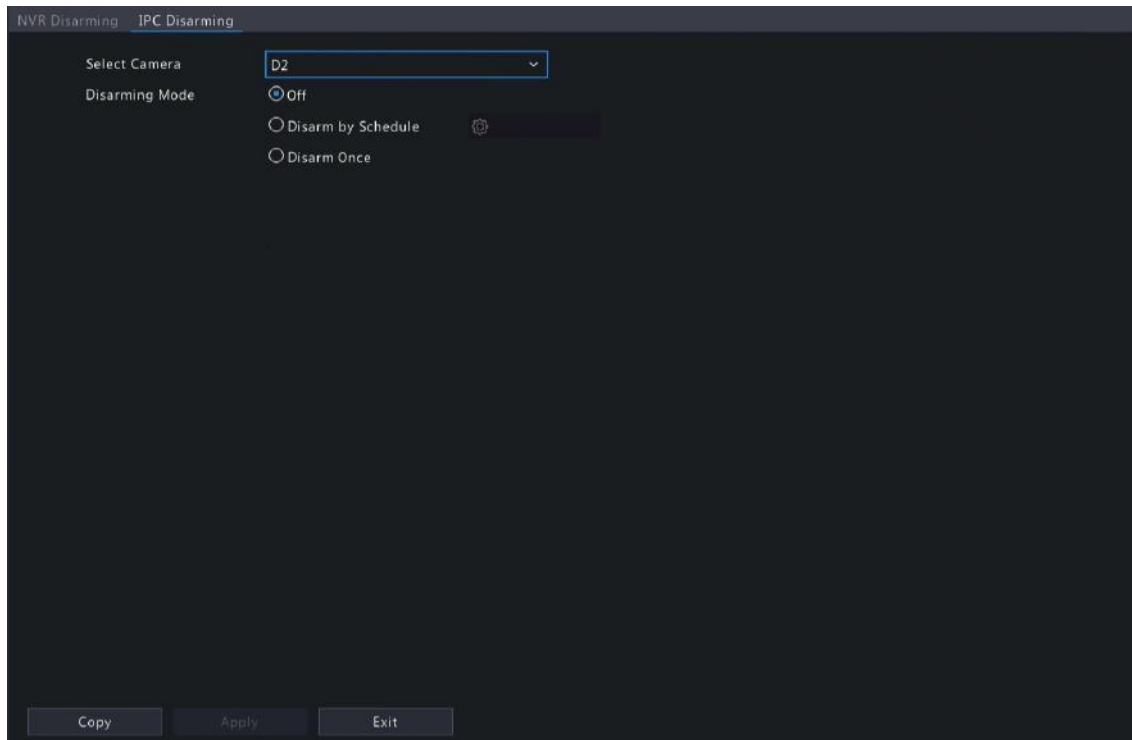 NVR Disarming IPC Disarming
Select Camera D2
Disarming Mode Off
Disarm by Schedule
Disarm Once
Copy Apply Exit